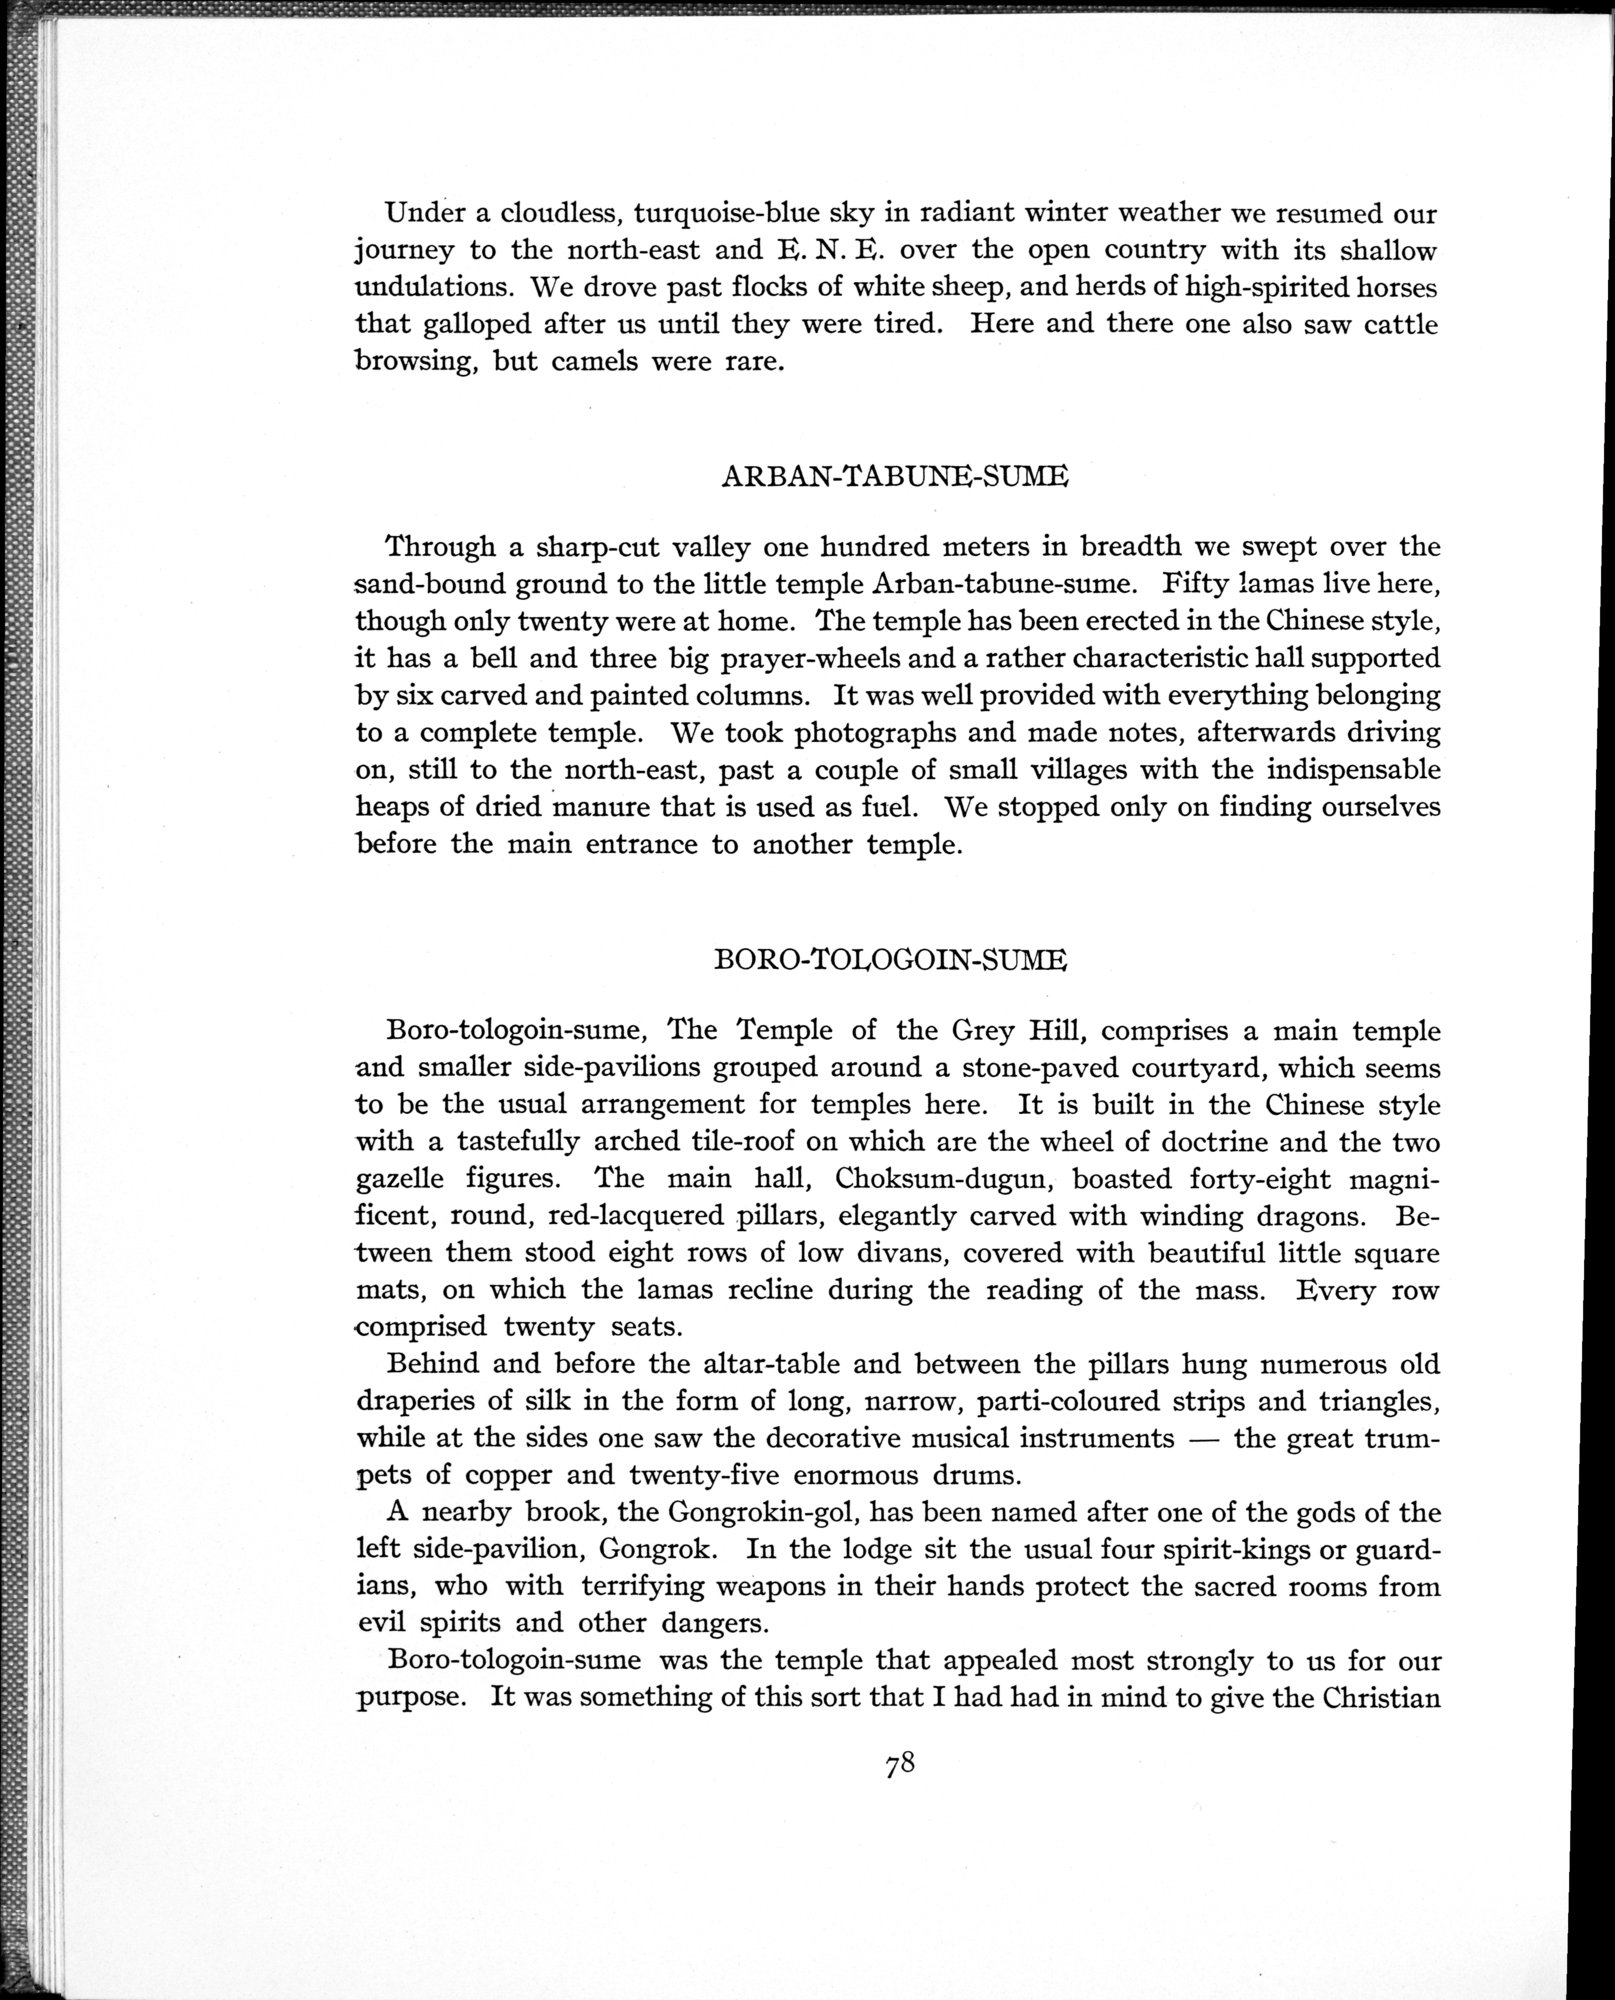 Under a cloudless, turquoise-blue sky in radiant winter weather we resumed our
journey to the north-east and E. N. E. over the open country with its shallow
undulations. We drove past flocks of white sheep, and herds of high-spirited horses
that galloped after us until they were tired. Here and there one also saw cattle
browsing, but camels were rare.
ARBAN-TABUNE-SUME
Through a sharp-cut valley one hundred meters in breadth we swept over the
sand-bound ground to the little temple Arban-tabune-sume. Fifty lamas live here,
though only twenty were at home. The temple has been erected in the Chinese style,
it has a bell and three big prayer-wheels and a rather characteristic hall supported
by six carved and painted columns. It was well provided with everything belonging
to a complete temple. We took photographs and made notes, afterwards driving
on, still to the north-east, past a couple of small villages with the indispensable
heaps of dried manure that is used as fuel. We stopped only on finding ourselves
before the main entrance to another temple.
BORO-TOLOGOIN-SUME
Boro-tologoin-sume, The Temple of the Grey Hill, comprises a main temple
and smaller side-pavilions grouped around a stone-paved courtyard, which seems
to be the usual arrangement for temples here. It is built in the Chinese style
with a tastefully arched tile-roof on which are the wheel of doctrine and the two
gazelle figures. The main hall, Choksum-dugun, boasted forty-eight magni-
ficent, round, red-lacquered pillars, elegantly carved with winding dragons. Be-
tween them stood eight rows of low divans, covered with beautiful little square
mats, on which the lamas recline during the reading of the mass. Every row
comprised twenty seats.
Behind and before the altar-table and between the pillars hung numerous old
draperies of silk in the form of long, narrow, parti-coloured strips and triangles,
while at the sides one saw the decorative musical instruments — the great trum-
pets of copper and twenty-five enormous drums.
A nearby brook, the Gongrokin-gol, has been named after one of the gods of the
left side-pavilion, Gongrok. In the lodge sit the usual four spirit-kings or guard-
ians, who with terrifying weapons in their hands protect the sacred rooms from
evil spirits and other dangers.
Boro-tologoin-sume was the temple that appealed most strongly to us for our
purpose. It was something of this sort that I had had in mind to give the Christian
78